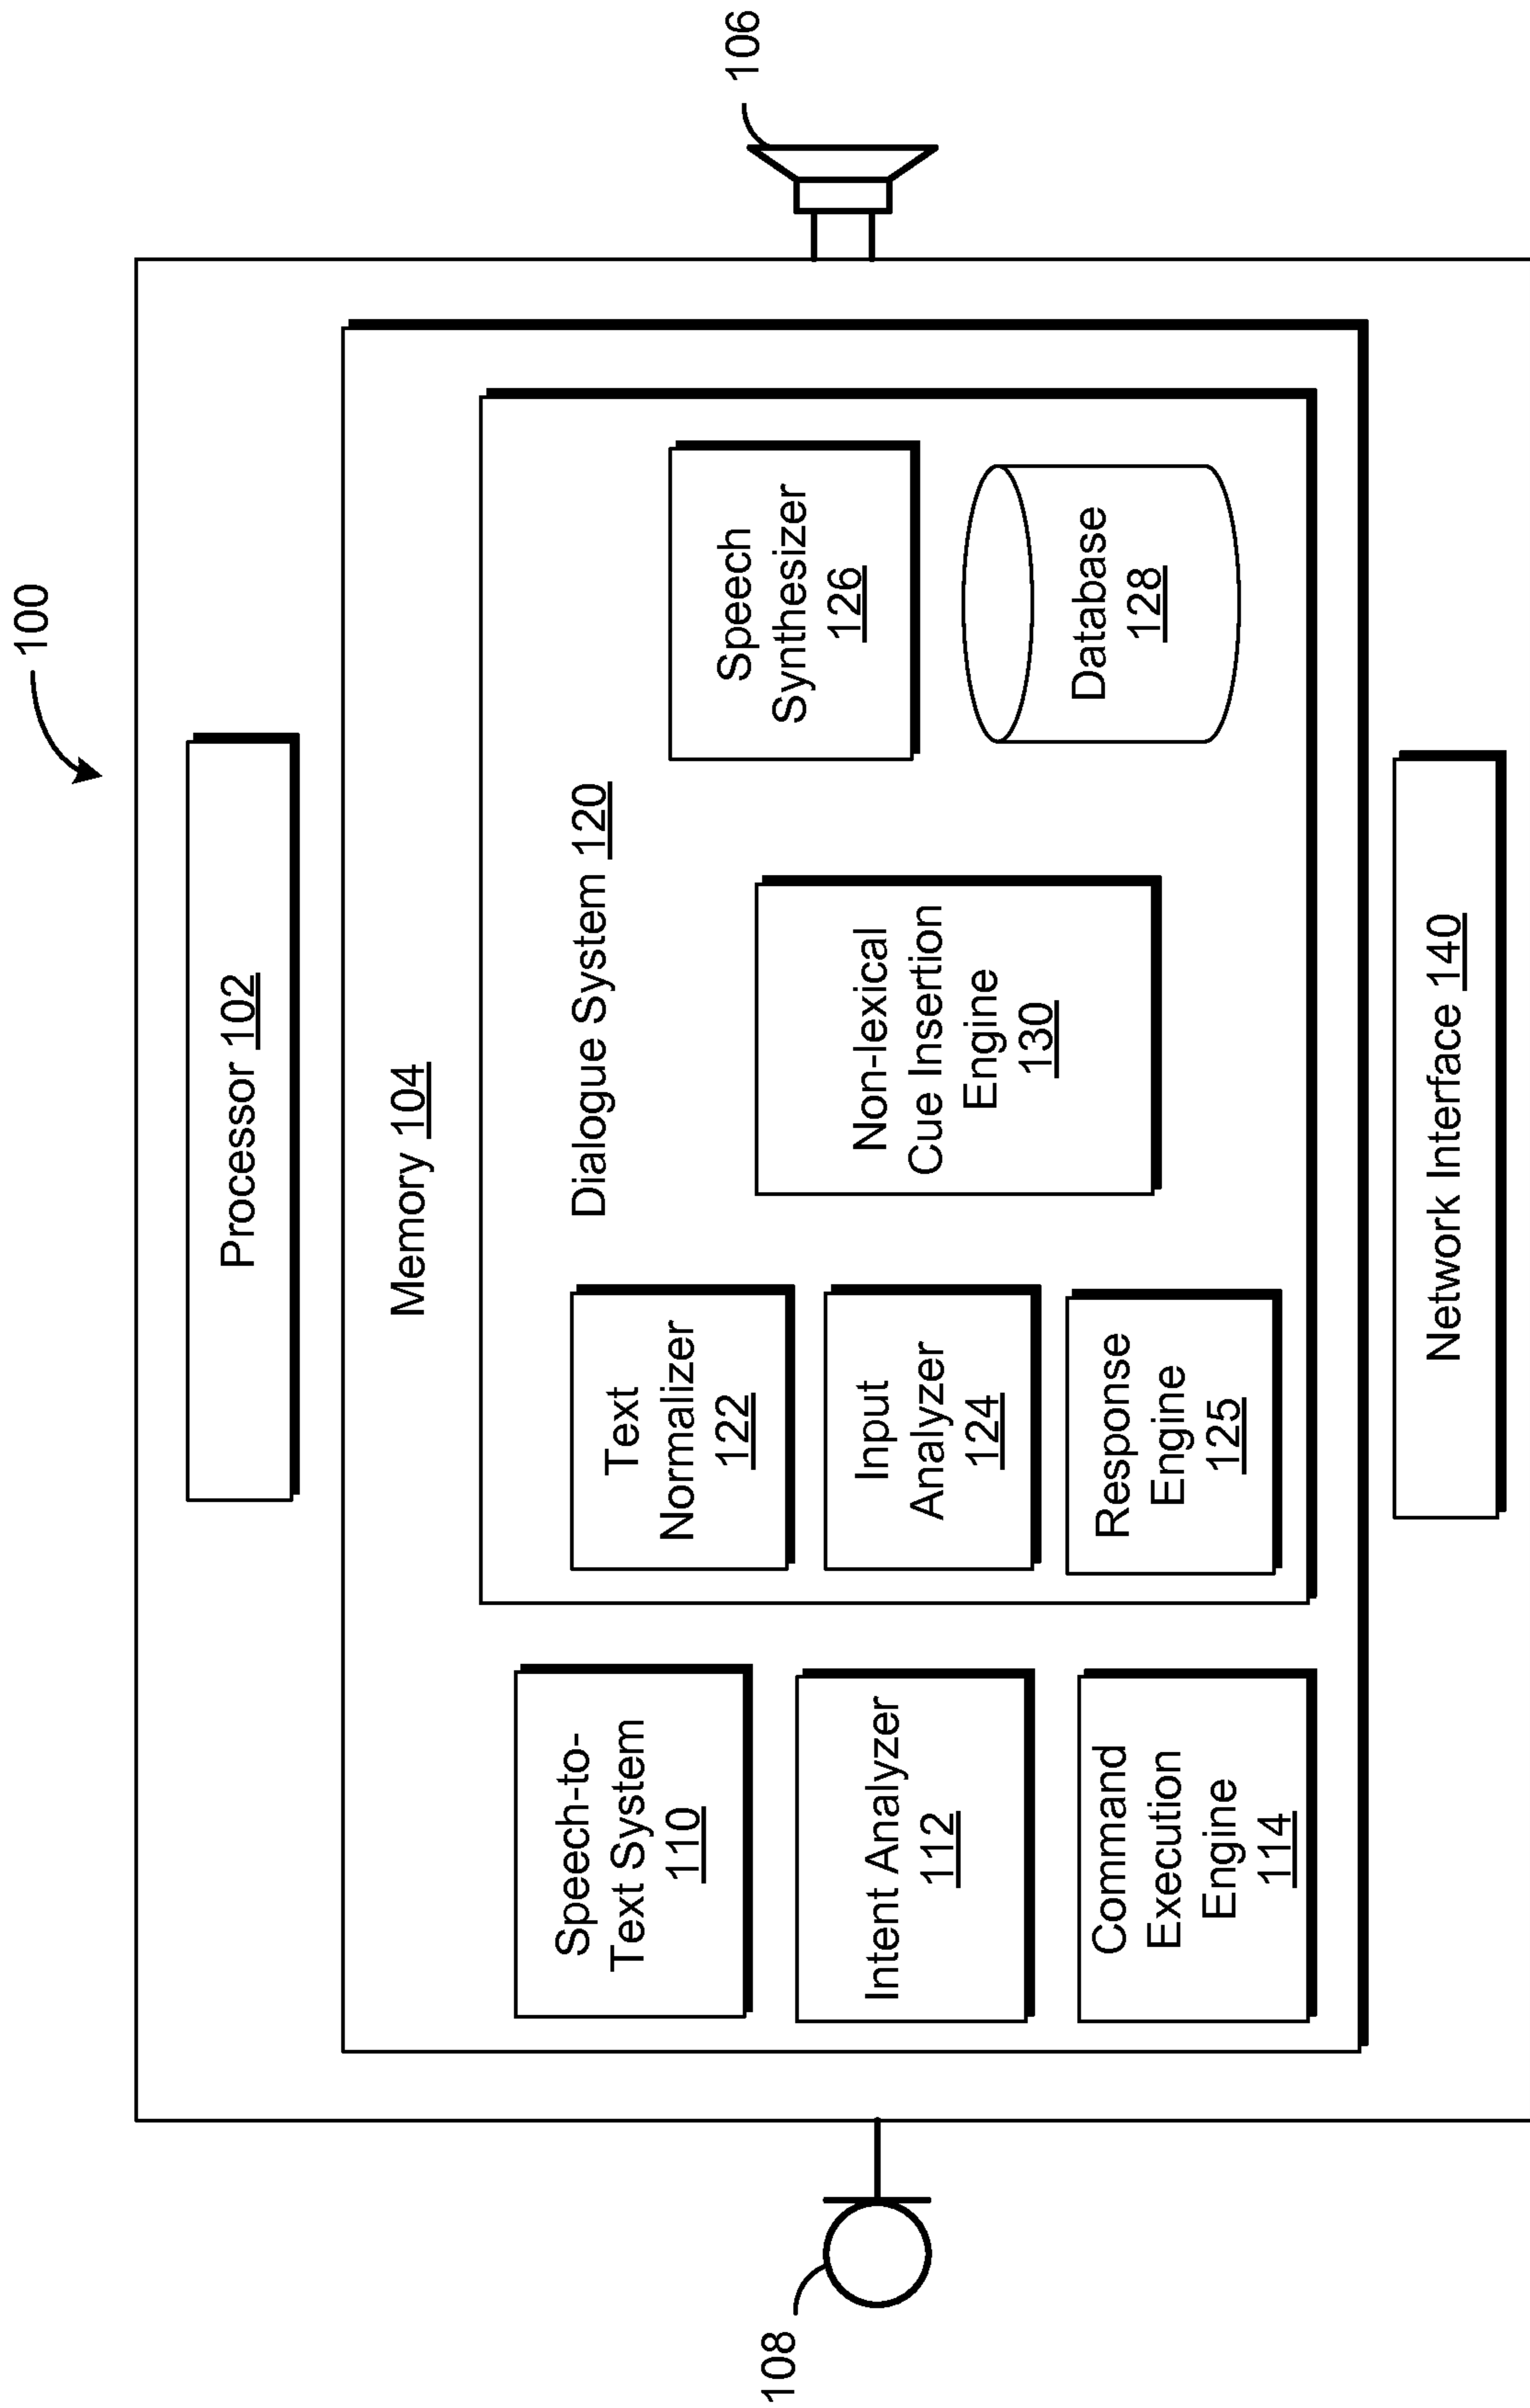 100
Processor 102
Memory 104
Speech-to-
Text System
110
Intent Analyzer
112
Command
Execution
Engine
114
Dialogue System 120
Text
Normalizer
122
Input
Analyzer
124
Response
Engine
125
Non-lexical
Cue Insertion
Engine
130
Speech
Synthesizer
126
Database
128
Network Interface 140
108
106